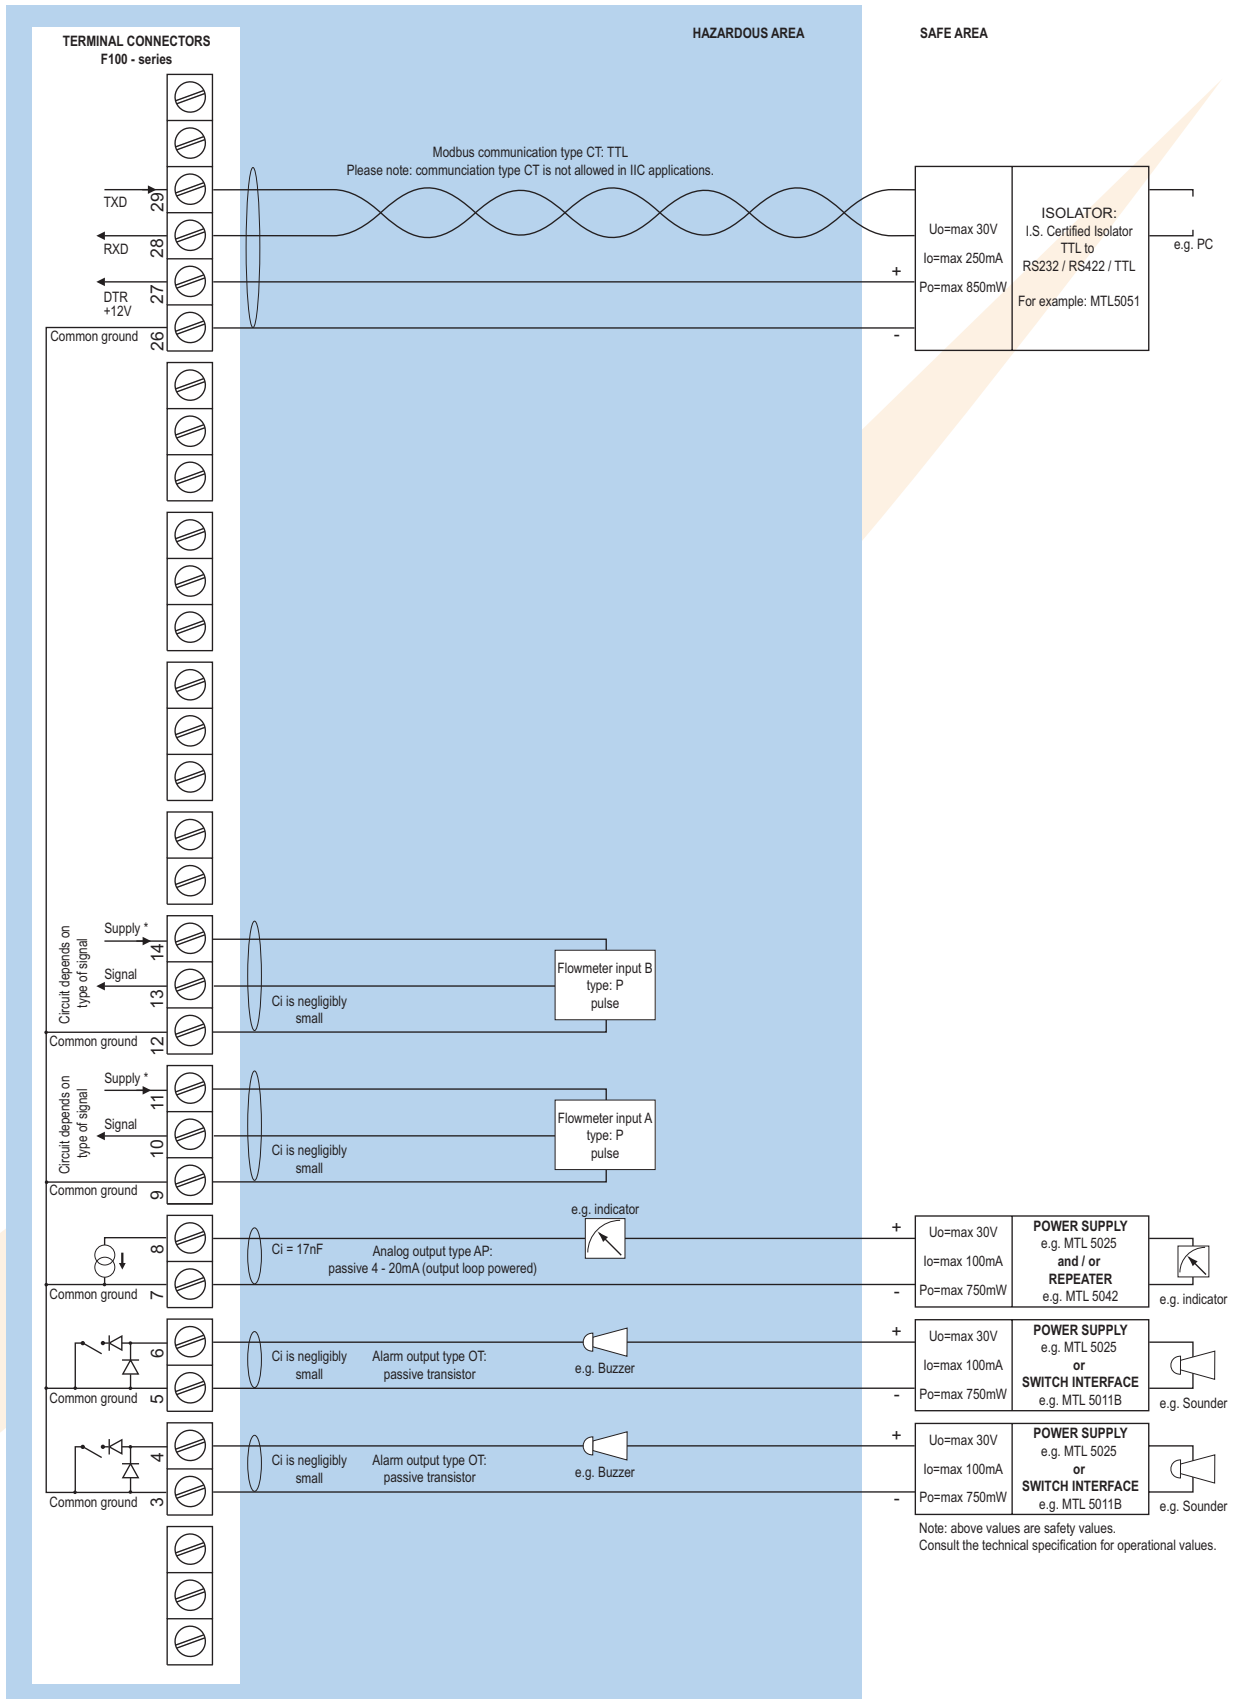 TERMINAL CONNECTORS
F100 - series
HAZARDOUS AREA
SAFE AREA
Modbus communication type CT: TTL
Please note: communciation type CT is not allowed in IIC applications.
TXD
29
RXD
28
DTR
+12V
27
Common ground
26
+
-
Uo=max 30V
Io=max 250mA
Po=max 850mW
ISOLATOR:
I.S. Certified Isolator
TTL to
RS232 / RS422 / TTL
For example: MTL5051
e.g. PC
Circuit depends on
type of signal
Supply *
14
Signal
13
Common ground
12
Ci is negligibly
small
Flowmeter input B
type: P
pulse
Circuit depends on
type of signal
Supply *
11
Signal
10
Common ground
9
Ci is negligibly
small
Flowmeter input A
type: P
pulse
8
Common ground
7
Ci = 17nF
Analog output type AP:
passive 4 - 20mA (output loop powered)
e.g. indicator
+
-
Uo=max 30V
Io=max 100mA
Po=max 750mW
POWER SUPPLY
e.g. MTL 5025
and / or
REPEATER
e.g. MTL 5042
e.g. indicator
6
Common ground
5
Ci is negligibly
small
Alarm output type OT:
passive transistor
e.g. Buzzer
+
-
Uo=max 30V
Io=max 100mA
Po=max 750mW
POWER SUPPLY
e.g. MTL 5025
or
SWITCH INTERFACE
e.g. MTL 5011B
e.g. Sounder
4
Common ground
3
Ci is negligibly
small
Alarm output type OT:
passive transistor
e.g. Buzzer
+
-
Uo=max 30V
Io=max 100mA
Po=max 750mW
POWER SUPPLY
e.g. MTL 5025
or
SWITCH INTERFACE
e.g. MTL 5011B
e.g. Sounder
Note: above values are safety values.
Consult the technical specification for operational values.